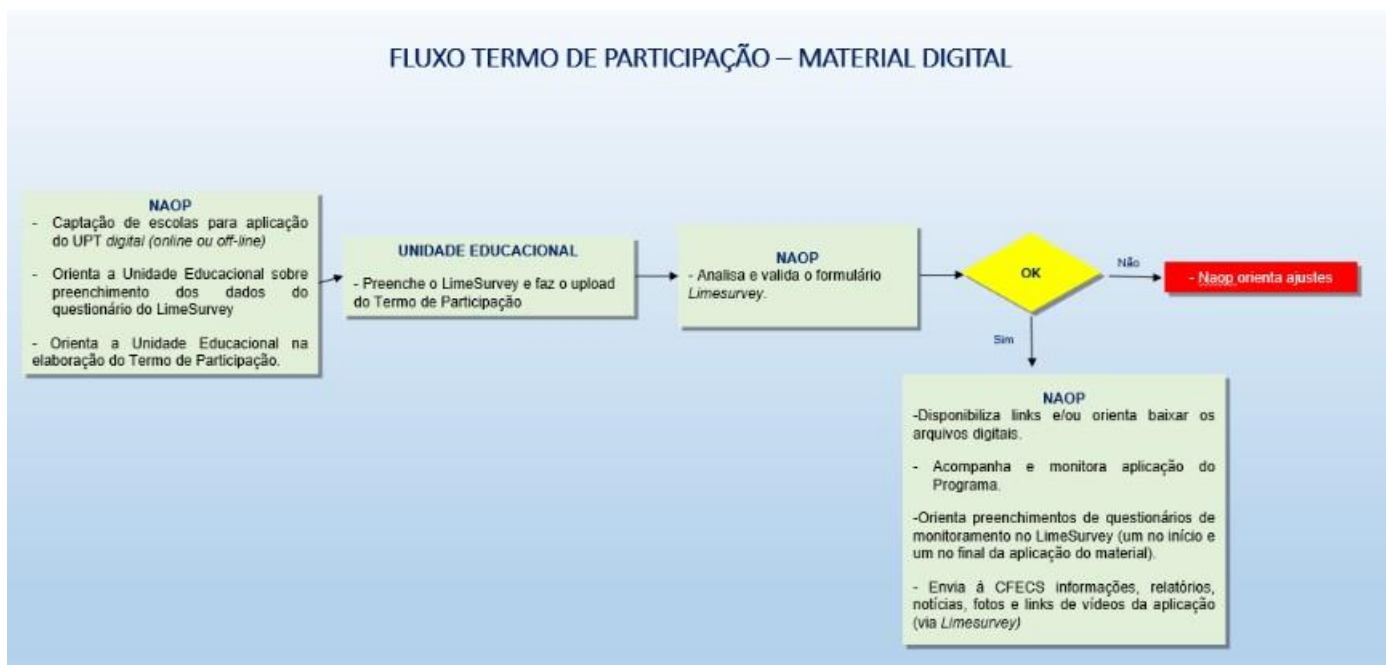 FLUXO TERMO DE PARTICIPAÇÃO – MATERIAL DIGITAL
NAOP
- Captação de escolas para aplicação
do UPT digital (online ou off-line)
- Orienta a Unidade Educacional sobre
preenchimento dos dados do
questionário do LimeSurvey
- Orienta a Unidade Educacional na
elaboração do Termo de Participação.
UNIDADE EDUCACIONAL
- Preenche o LimeSurvey e faz o upload
do Termo de Participação
NAOP
- Analisa e valida o formulário
Limesurvey.
OK
Não
- Naop orienta ajustes
Sim
NAOP
-Disponibiliza links e/ou orienta baixar os
arquivos digitais.
- Acompanha e monitora aplicação do
Programa.
-Orienta preenchimentos de questionários de
monitoramento no LimeSurvey (um no início e
um no final da aplicação do material).
- Envia à CFECS informações, relatórios,
notícias, fotos e links de vídeos da aplicação
(via Limesurvey)